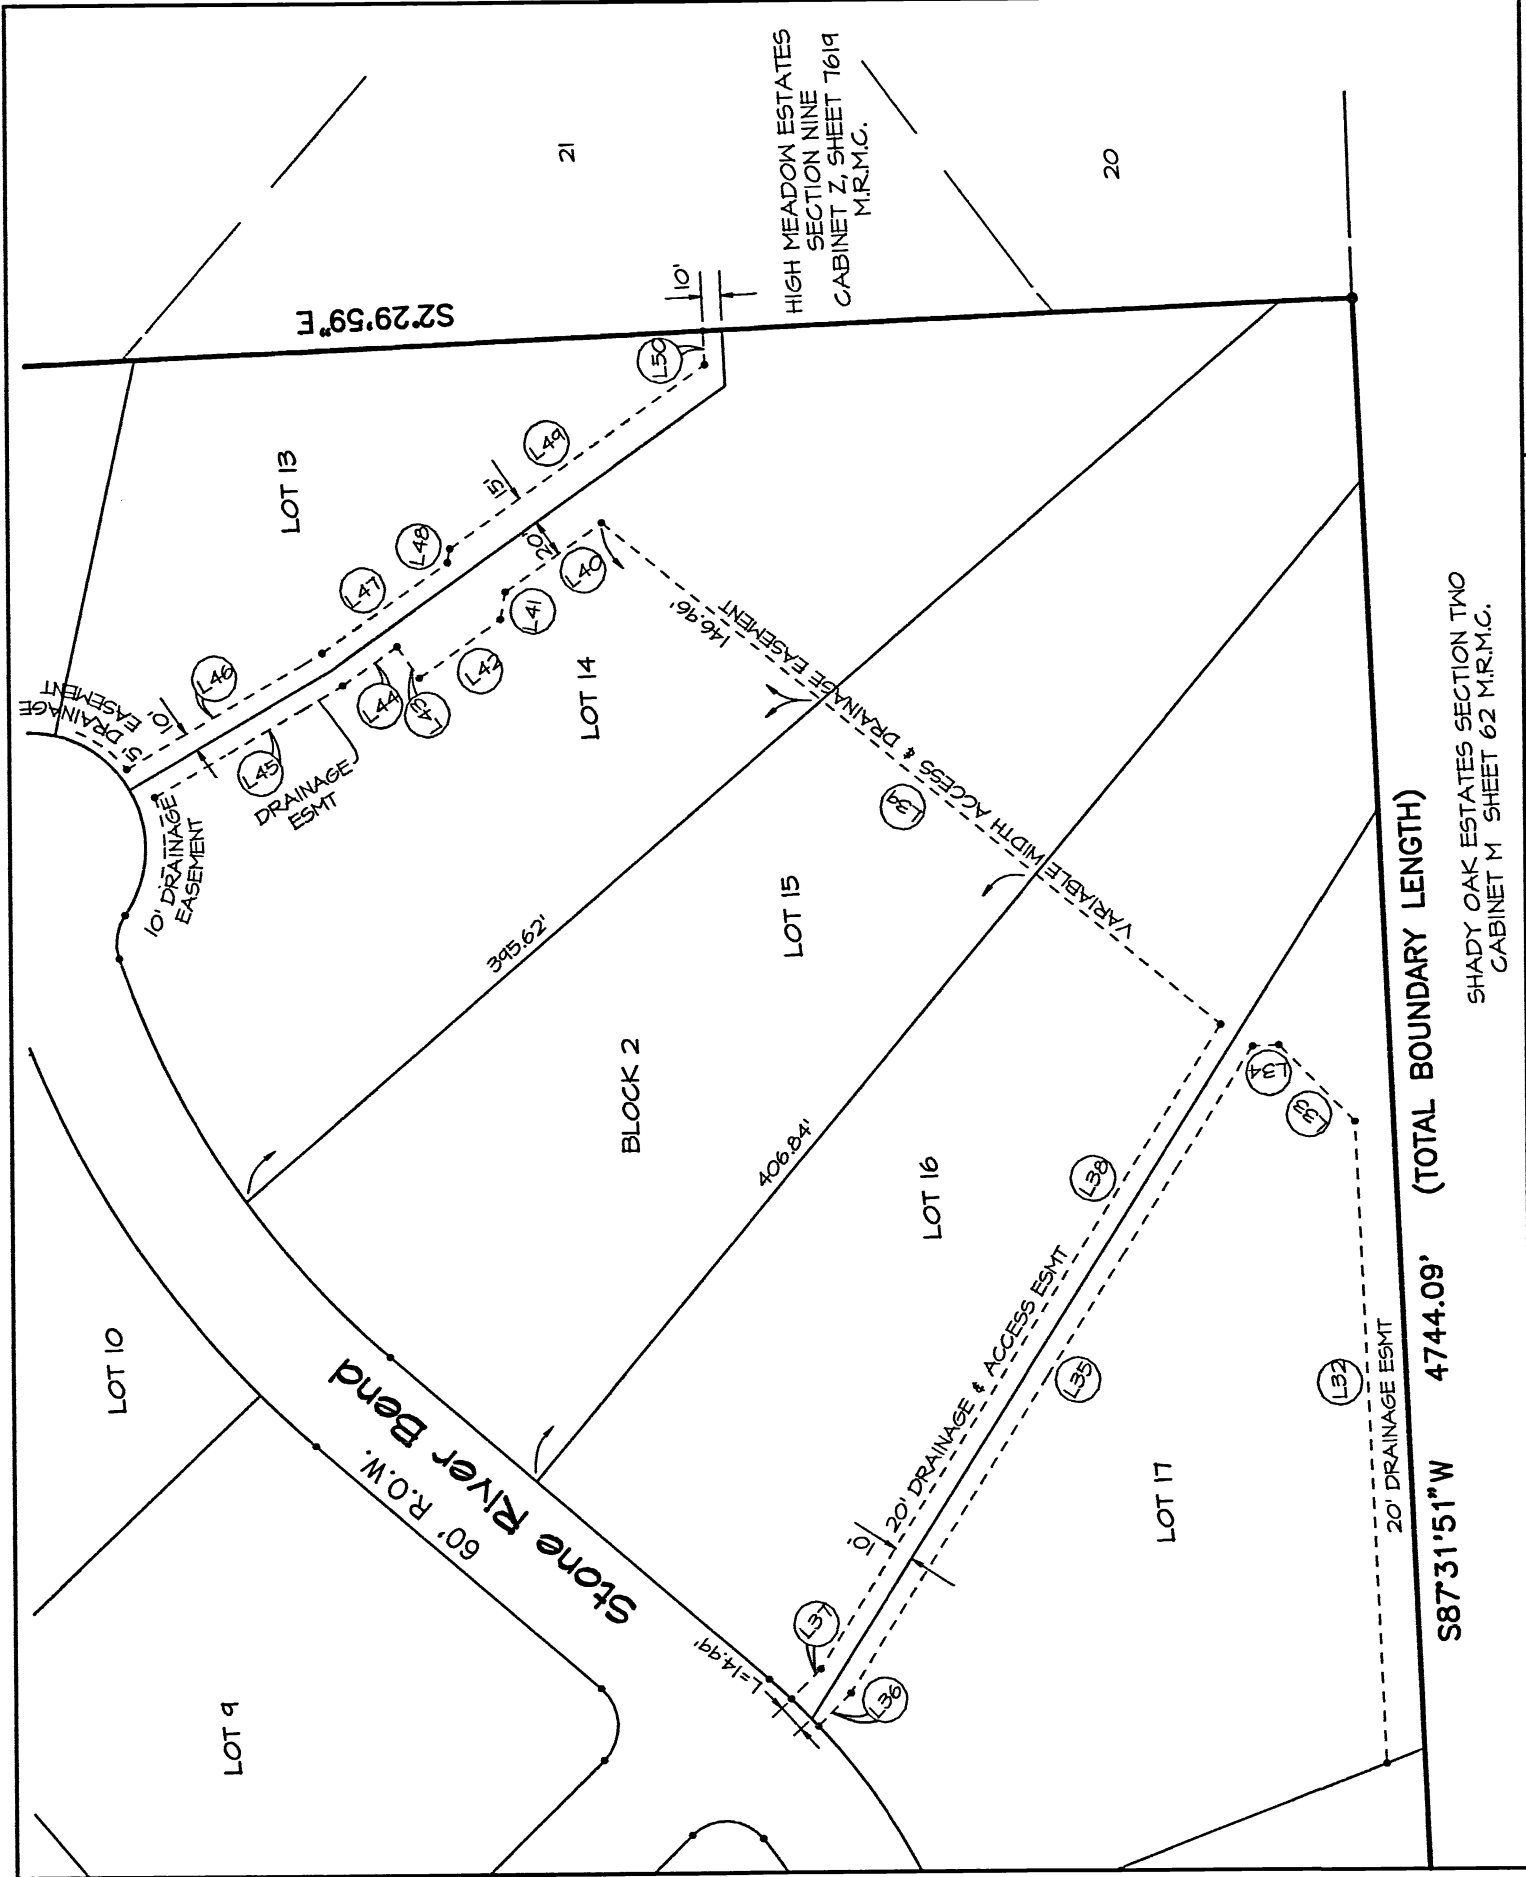 S2°29'59"E
21
20
HIGH MEADOW ESTATES
SECTION NINE
CABINET Z, SHEET 7619
M.R.M.C.
10'
L50
L49
15'
LOT 13
L48
L47
L46
10'
5' DRAINAGE
EASEMENT
20'
L40
L41
L42
L43
L44
L45
DRAINAGE
ESMT
10' DRAINAGE
EASEMENT
LOT 14
146.96'
VARIABLE WIDTH ACCESS & DRAINAGE EASEMENT
L39
395.62'
LOT 15
BLOCK 2
406.84'
LOT 16
L38
L34
L33
20' DRAINAGE & ACCESS ESMT
10'
L35
L37
L36
L=14.99'
LOT 17
L32
20' DRAINAGE ESMT
LOT 10
LOT 9
60' R.O.W.
Stone River Bend
S87°31'51"W 4744.09' (TOTAL BOUNDARY LENGTH)
SHADY OAK ESTATES SECTION TWO
CABINET M SHEET 62 M.R.M.C.